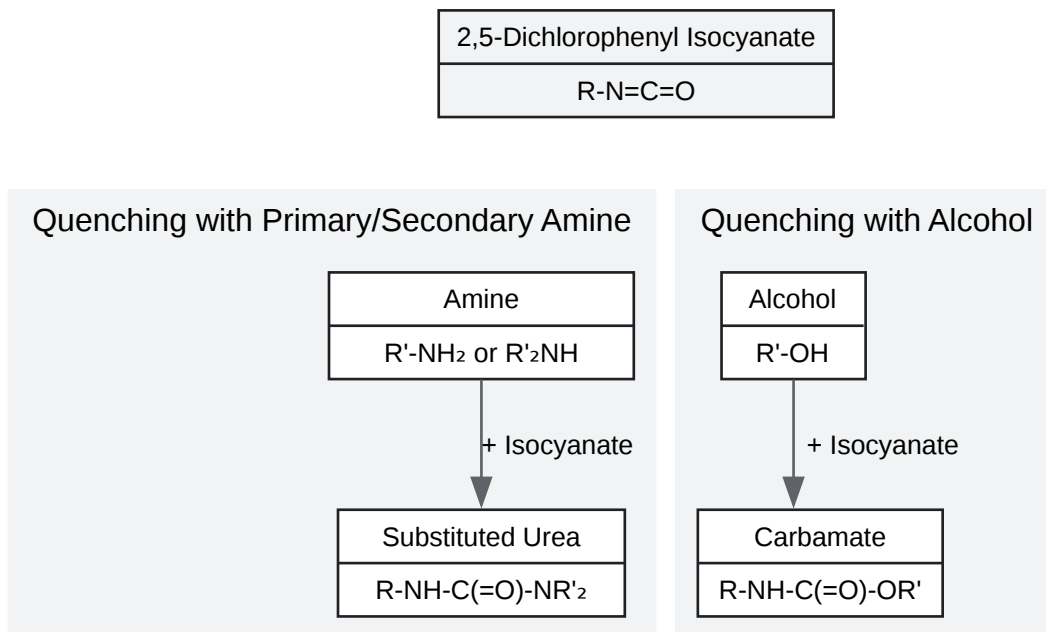 2,5-Dichlorophenyl Isocyanate
R-N=C=O
Quenching with Primary/Secondary Amine
Amine
R'-NH₂ or R'₂NH
+ Isocyanate
Substituted Urea
R-NH-C(=O)-NR'₂
Quenching with Alcohol
Alcohol
R'-OH
+ Isocyanate
Carbamate
R-NH-C(=O)-OR'